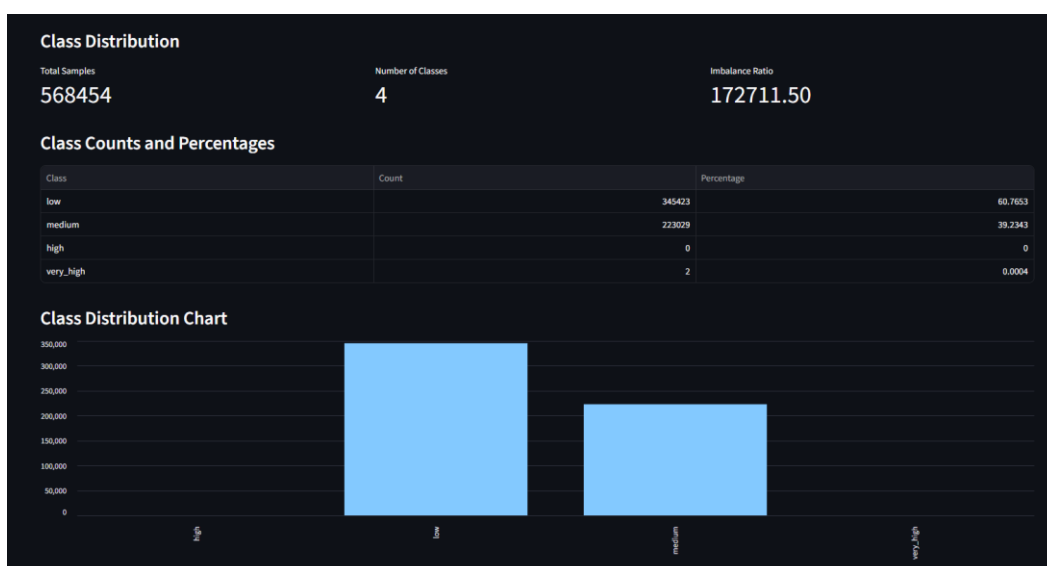 Class Distribution
Total Samples Number of Classes Imbalance Ratio
568454 4 172711.50
Class Counts and Percentages
Class Count Percentage
low 345423 60.7653
medium 223029 39.2343
high 0 0
very_high 2 0.0004
Class Distribution Chart
350,000
300,000
250,000
200,000
150,000
100,000
50,000
0
high low medium very_high